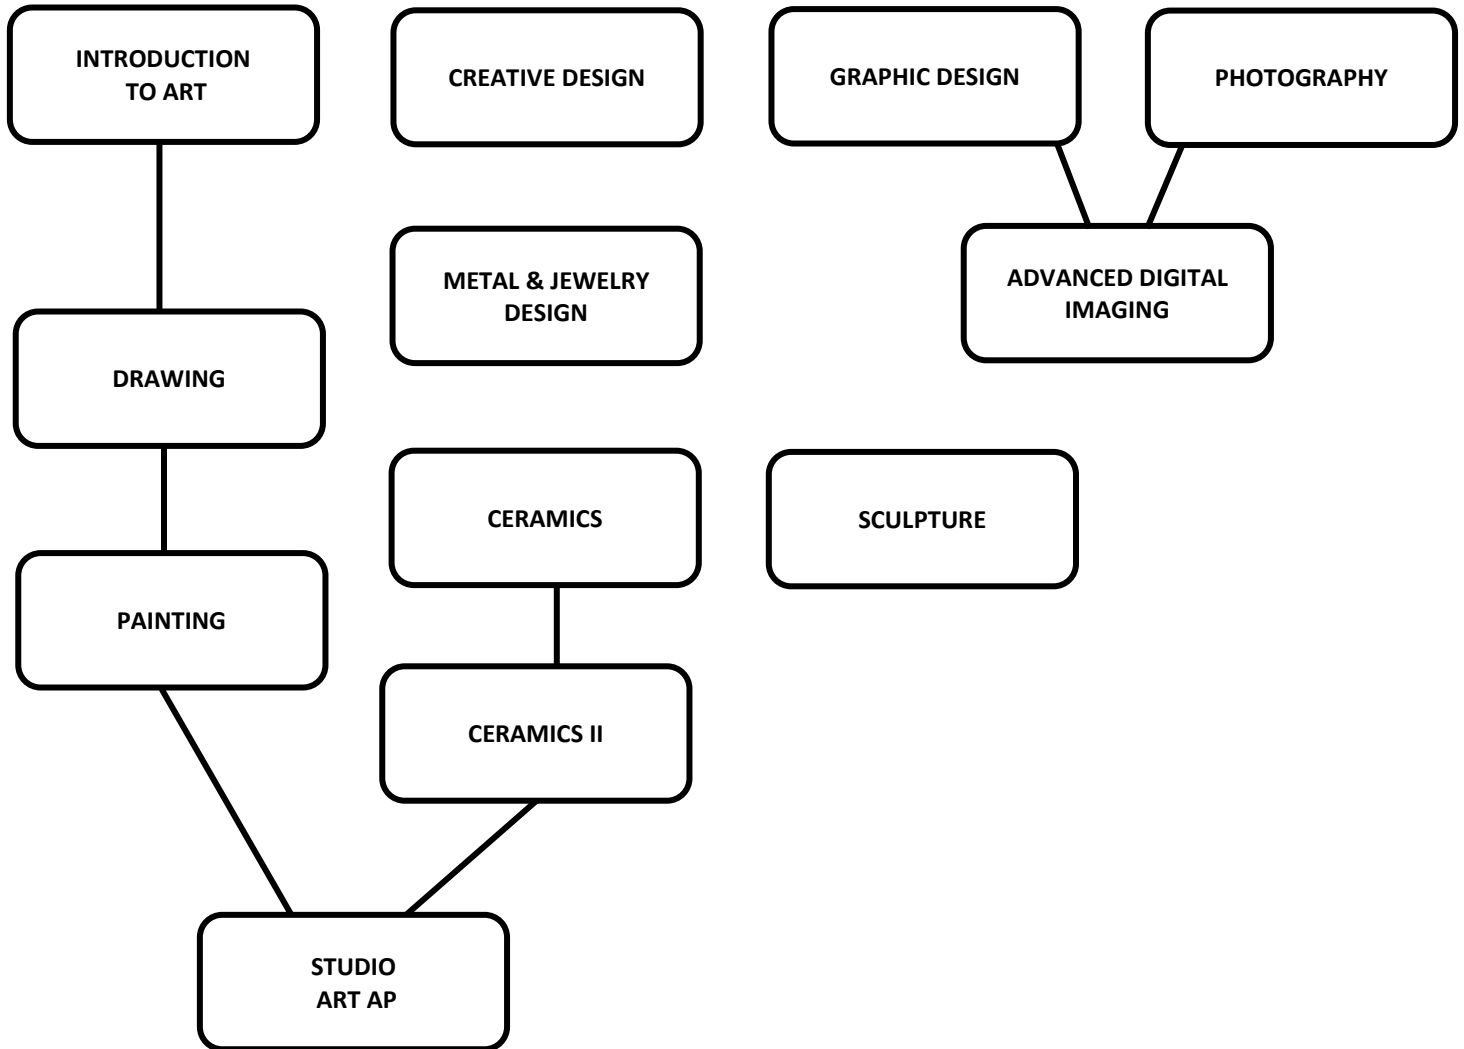 INTRODUCTION
TO ART
CREATIVE DESIGN
GRAPHIC DESIGN
PHOTOGRAPHY
METAL & JEWELRY
DESIGN
ADVANCED DIGITAL
IMAGING
DRAWING
CERAMICS
SCULPTURE
PAINTING
CERAMICS II
STUDIO
ART AP